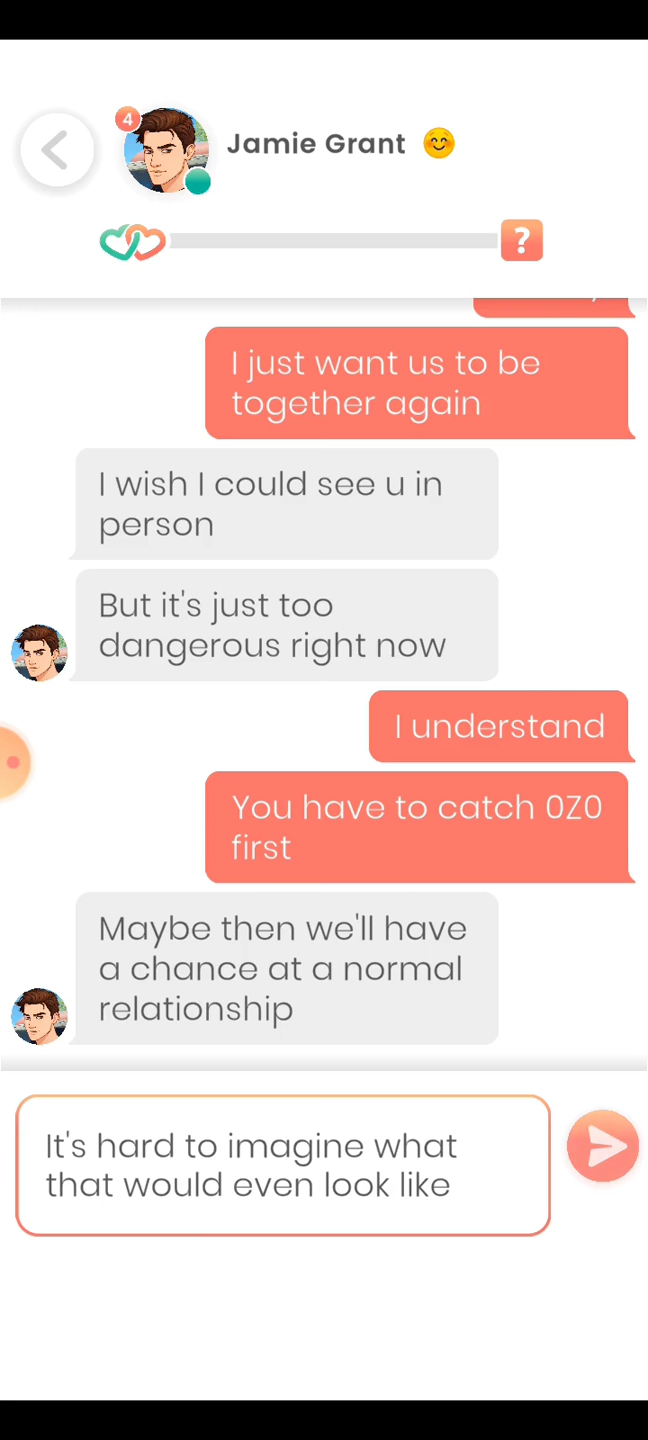 4
Jamie Grant 😊
?
I just want us to be
together again
I wish I could see u in
person
But it's just too
dangerous right now
I understand
You have to catch 0Z0
first
Maybe then we'll have
a chance at a normal
relationship
It's hard to imagine what
that would even look like